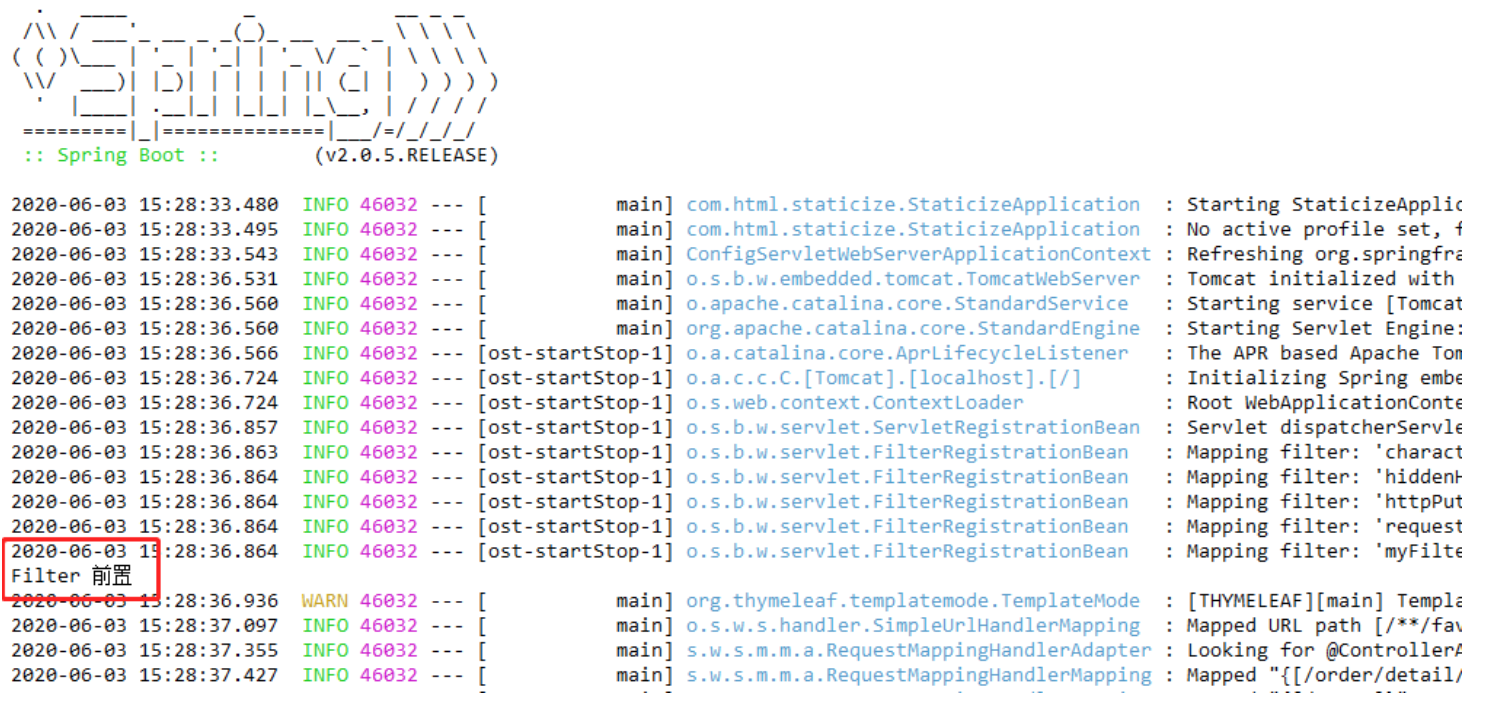 :: Spring Boot :: (v2.0.5.RELEASE)
2020-06-03 15:28:33.480 INFO 46032 --- [ main] com.html.staticize.StaticizeApplication : Starting StaticizeApplic
2020-06-03 15:28:33.495 INFO 46032 --- [ main] com.html.staticize.StaticizeApplication : No active profile set, f
2020-06-03 15:28:33.543 INFO 46032 --- [ main] ConfigServletWebServerApplicationContext : Refreshing org.springfra
2020-06-03 15:28:36.531 INFO 46032 --- [ main] o.s.b.w.embedded.tomcat.TomcatWebServer : Tomcat initialized with
2020-06-03 15:28:36.560 INFO 46032 --- [ main] o.apache.catalina.core.StandardService : Starting service [Tomcat
2020-06-03 15:28:36.560 INFO 46032 --- [ main] org.apache.catalina.core.StandardEngine : Starting Servlet Engine:
2020-06-03 15:28:36.566 INFO 46032 --- [ost-startStop-1] o.a.catalina.core.AprLifecycleListener : The APR based Apache Tom
2020-06-03 15:28:36.724 INFO 46032 --- [ost-startStop-1] o.a.c.c.C.[Tomcat].[localhost].[/] : Initializing Spring embe
2020-06-03 15:28:36.724 INFO 46032 --- [ost-startStop-1] o.s.web.context.ContextLoader : Root WebApplicationConte
2020-06-03 15:28:36.857 INFO 46032 --- [ost-startStop-1] o.s.b.w.servlet.ServletRegistrationBean : Servlet dispatcherServle
2020-06-03 15:28:36.863 INFO 46032 --- [ost-startStop-1] o.s.b.w.servlet.FilterRegistrationBean : Mapping filter: 'charact
2020-06-03 15:28:36.864 INFO 46032 --- [ost-startStop-1] o.s.b.w.servlet.FilterRegistrationBean : Mapping filter: 'hiddenH
2020-06-03 15:28:36.864 INFO 46032 --- [ost-startStop-1] o.s.b.w.servlet.FilterRegistrationBean : Mapping filter: 'httpPut
2020-06-03 15:28:36.864 INFO 46032 --- [ost-startStop-1] o.s.b.w.servlet.FilterRegistrationBean : Mapping filter: 'request
2020-06-03 15:28:36.864 INFO 46032 --- [ost-startStop-1] o.s.b.w.servlet.FilterRegistrationBean : Mapping filter: 'myFilte
Filter 前置
2020-06-03 15:28:36.936 WARN 46032 --- [ main] org.thymeleaf.templatemode.TemplateMode : [THYMELEAF][main] Templa
2020-06-03 15:28:37.097 INFO 46032 --- [ main] o.s.w.s.handler.SimpleUrlHandlerMapping : Mapped URL path [/**/fav
2020-06-03 15:28:37.355 INFO 46032 --- [ main] s.w.s.m.m.a.RequestMappingHandlerAdapter : Looking for @ControllerA
2020-06-03 15:28:37.427 INFO 46032 --- [ main] s.w.s.m.m.a.RequestMappingHandlerMapping : Mapped "{[/order/detail/